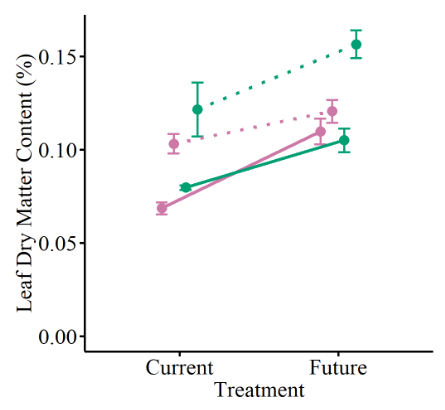 Leaf Dry Matter Content (%)
0.15
0.10
0.05
0.00
Current Future
Treatment